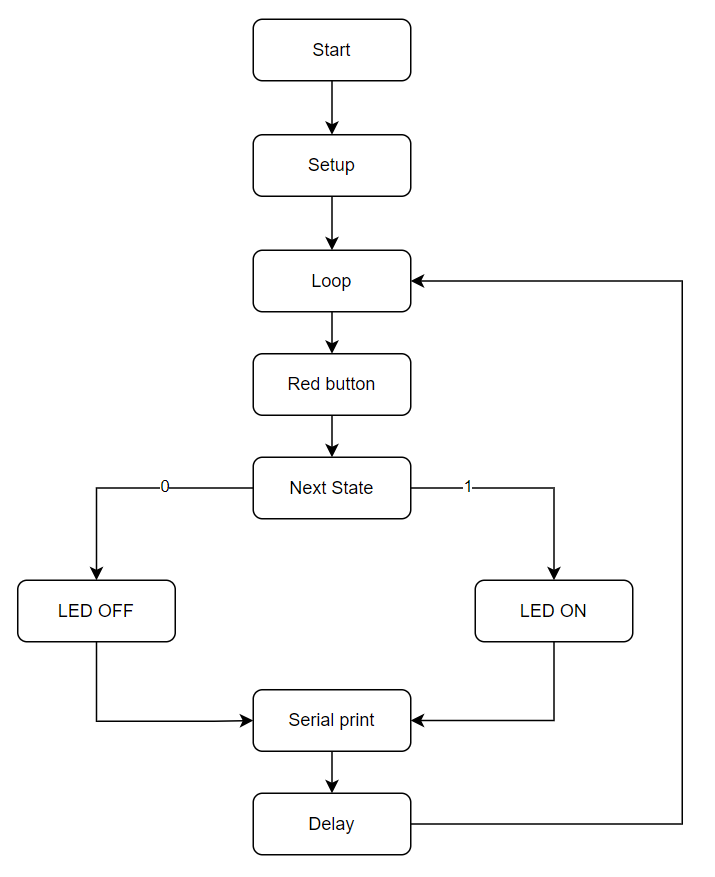 Start
Setup
Loop
Red button
Next State
0
1
LED OFF
LED ON
Serial print
Delay